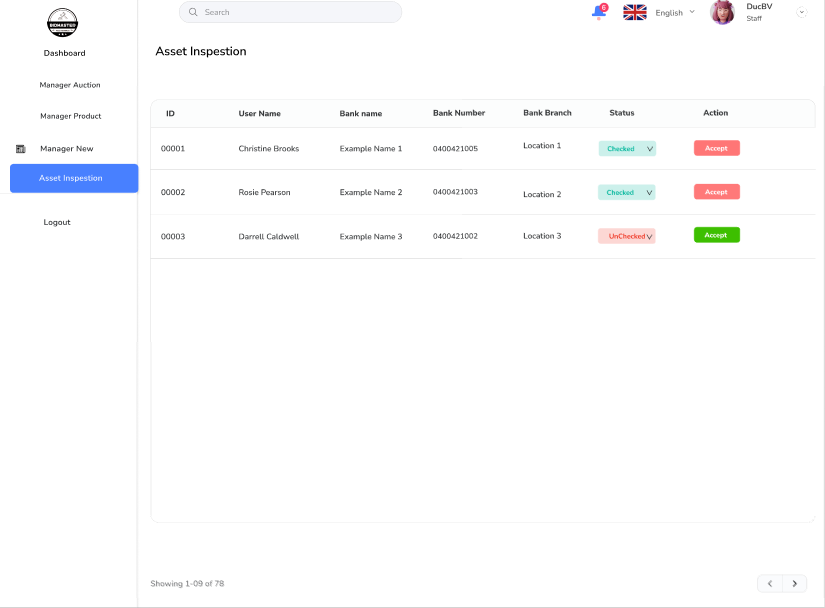 BIDMASTER
Search
6
English
DucBV
Staff
Dashboard
Manager Auction
Manager Product
Manager New
Asset Inspestion
Logout
Asset Inspestion
ID User Name Bank name Bank Number Bank Branch Status Action
00001 Christine Brooks Example Name 1 0400421005 Location 1 Checked Accept
00002 Rosie Pearson Example Name 2 0400421003 Location 2 Checked Accept
00003 Darrell Caldwell Example Name 3 0400421002 Location 3 UnChecked Accept
Showing 1-09 of 78